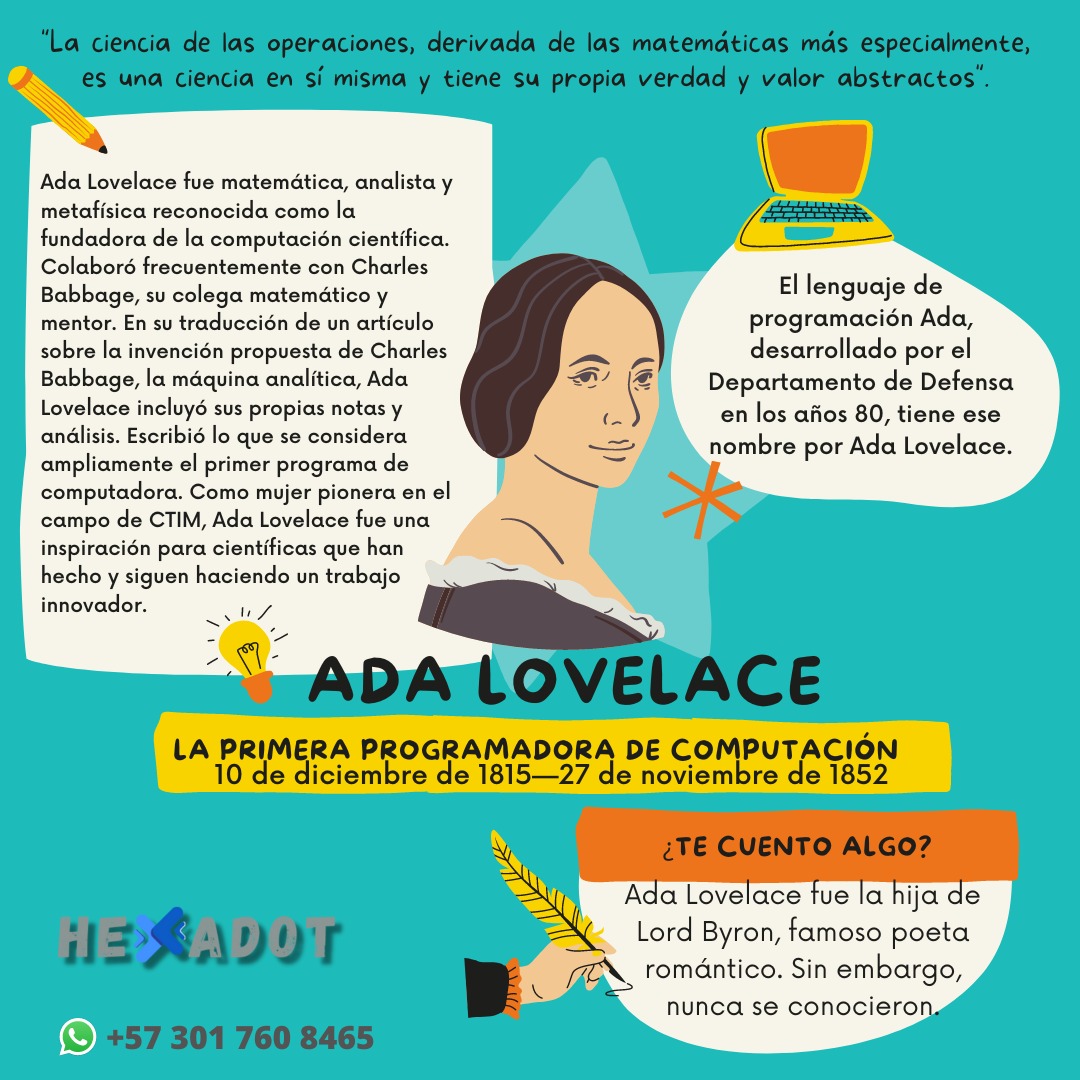 “La ciencia de las operaciones, derivada de las matemáticas más especialmente,
es una ciencia en sí misma y tiene su propia verdad y valor abstractos”.
Ada Lovelace fue matemática, analista y
metafísica reconocida como la
fundadora de la computación científica.
Colaboró frecuentemente con Charles
Babbage, su colega matemático y
mentor. En su traducción de un artículo
sobre la invención propuesta de Charles
Babbage, la máquina analítica, Ada
Lovelace incluyó sus propias notas y
análisis. Escribió lo que se considera
ampliamente el primer programa de
computadora. Como mujer pionera en el
campo de CTIM, Ada Lovelace fue una
inspiración para científicas que han
hecho y siguen haciendo un trabajo
innovador.
El lenguaje de
programación Ada,
desarrollado por el
Departamento de Defensa
en los años 80, tiene ese
nombre por Ada Lovelace.
ADA LOVELACE
LA PRIMERA PROGRAMADORA DE COMPUTACIÓN
10 de diciembre de 1815—27 de noviembre de 1852
¿TE CUENTO ALGO?
Ada Lovelace fue la hija de
Lord Byron, famoso poeta
romántico. Sin embargo,
nunca se conocieron.
HEXADOT
+57 301 760 8465